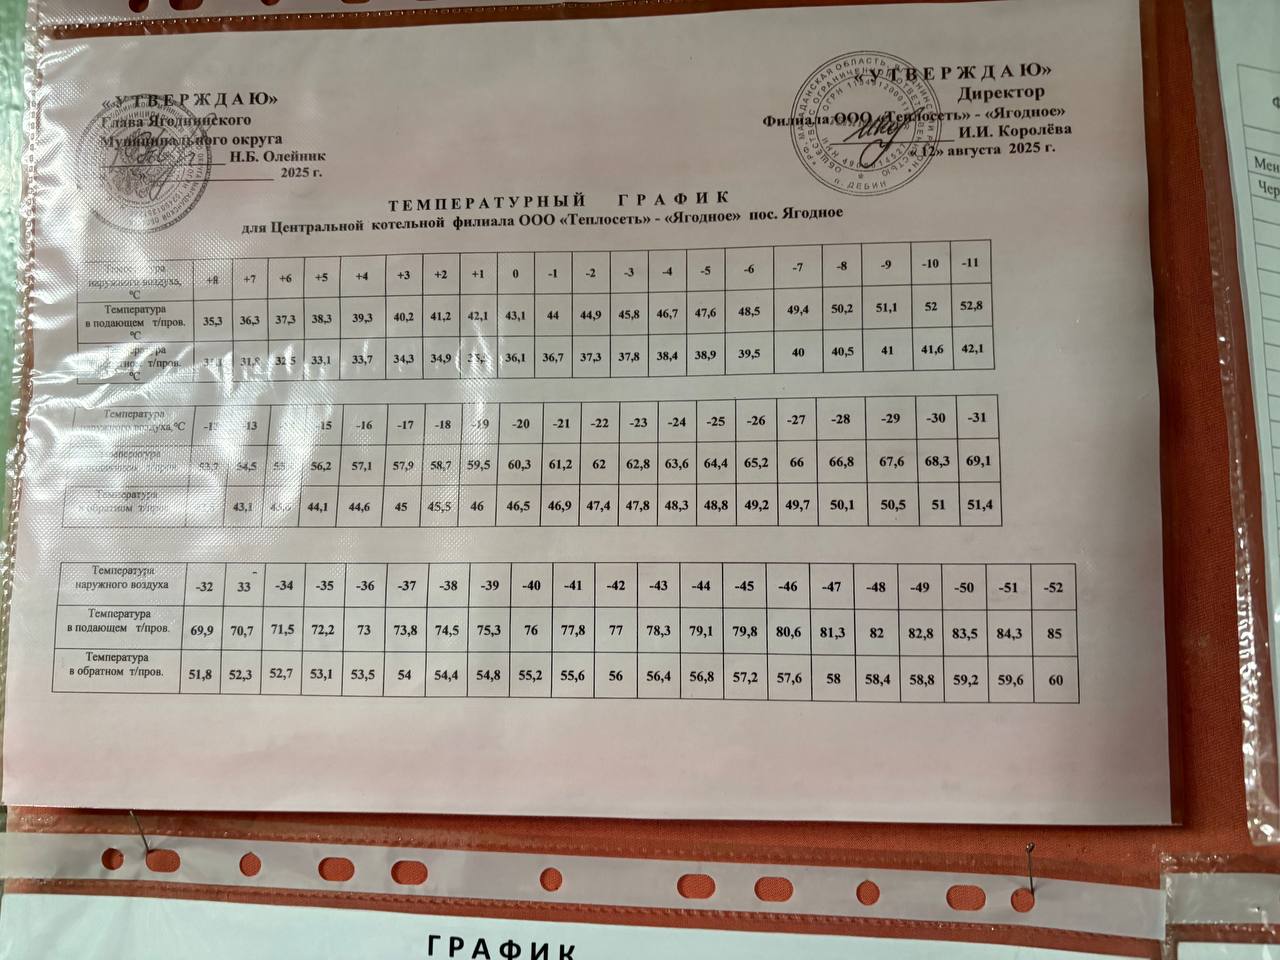 «УТВЕРЖДАЮ»
Глава Ягоднинского
Муниципального округа
Н.Б. Олейник
2025 г.
«УТВЕРЖДАЮ»
Директор
Филиала ООО «Теплосеть» - «Ягодное»
И.И. Королёва
«12» августа 2025 г.
ТЕМПЕРАТУРНЫЙ ГРАФИК
для Центральной котельной филиала ООО «Теплосеть» - «Ягодное» пос. Ягодное
Температура наружного воздуха, °С +8 +7 +6 +5 +4 +3 +2 +1 0 -1 -2 -3 -4 -5 -6 -7 -8 -9 -10 -11
Температура в подающем т/пров. °С 35,3 36,3 37,3 38,3 39,3 40,2 41,2 42,1 43,1 44 44,9 45,8 46,7 47,6 48,5 49,4 50,2 51,1 52 52,8
Температура в обратном т/пров. °С 31,8 32,5 33,1 33,7 34,3 34,9 36,1 36,7 37,3 37,8 38,4 38,9 39,5 40 40,5 41 41,6 42,1
Температура наружного воздуха, °С -13 -15 -16 -17 -18 -19 -20 -21 -22 -23 -24 -25 -26 -27 -28 -29 -30 -31
Температура в подающем т/пров 53,7 54,5 56,2 57,1 57,9 58,7 59,5 60,3 61,2 62 62,8 63,6 64,4 65,2 66 66,8 67,6 68,3 69,1
Температура в обратном т/пров. 43,1 44,1 44,6 45 45,5 46 46,5 46,9 47,4 47,8 48,3 48,8 49,2 49,7 50,1 50,5 51 51,4
Температура наружного воздуха -32 -33 -34 -35 -36 -37 -38 -39 -40 -41 -42 -43 -44 -45 -46 -47 -48 -49 -50 -51 -52
Температура в подающем т/пров. 69,9 70,7 71,5 72,2 73 73,8 74,5 75,3 76 77,8 77 78,3 79,1 79,8 80,6 81,3 82 82,8 83,5 84,3 85
Температура в обратном т/пров. 51,8 52,3 52,7 53,1 53,5 54 54,4 54,8 55,2 55,6 56 56,4 56,8 57,2 57,6 58 58,4 58,8 59,2 59,6 60
ГРАФИК